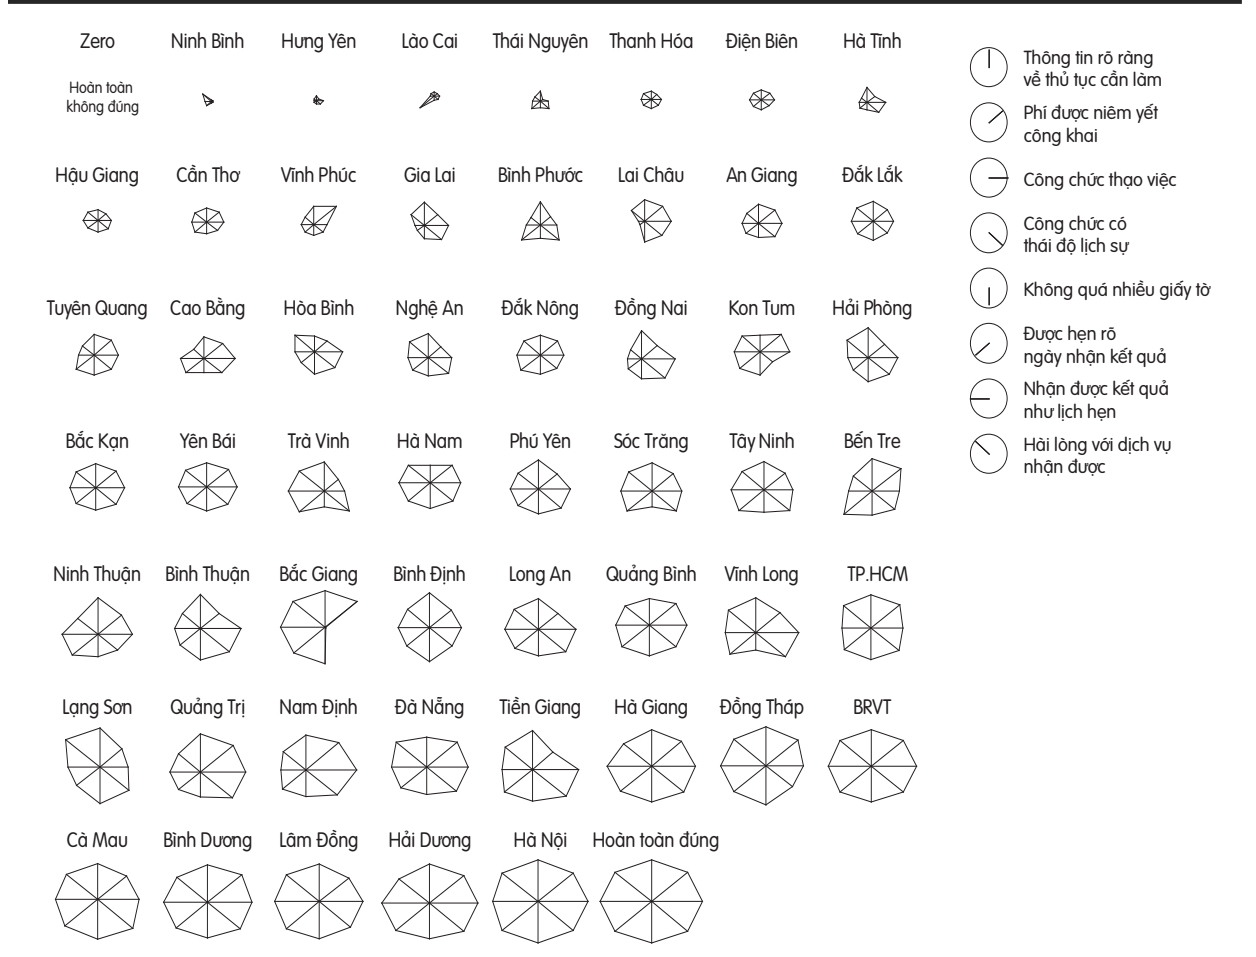 Zero
Ninh Bình
Hưng Yên
Lào Cai
Thái Nguyên
Thanh Hóa
Điện Biên
Hà Tĩnh
Hoàn toàn
không đúng
Hậu Giang
Cần Thơ
Vĩnh Phúc
Gia Lai
Bình Phước
Lai Châu
An Giang
Đắk Lắk
Tuyên Quang
Cao Bằng
Hòa Bình
Nghệ An
Đắk Nông
Đồng Nai
Kon Tum
Hải Phòng
Bắc Kạn
Yên Bái
Trà Vinh
Hà Nam
Phú Yên
Sóc Trăng
Tây Ninh
Bến Tre
Ninh Thuận
Bình Thuận
Bắc Giang
Bình Định
Long An
Quảng Bình
Vĩnh Long
TP.HCM
Lạng Sơn
Quảng Trị
Nam Định
Đà Nẵng
Tiền Giang
Hà Giang
Đồng Tháp
BRVT
Cà Mau
Bình Dương
Lâm Đồng
Hải Dương
Hà Nội
Hoàn toàn đúng
Thông tin rõ ràng
về thủ tục cần làm
Phí được niêm yết
công khai
Công chức thạo việc
Công chức có
thái độ lịch sự
Không quá nhiều giấy tờ
Được hẹn rõ
ngày nhận kết quả
Nhận được kết quả
như lịch hẹn
Hài lòng với dịch vụ
nhận được